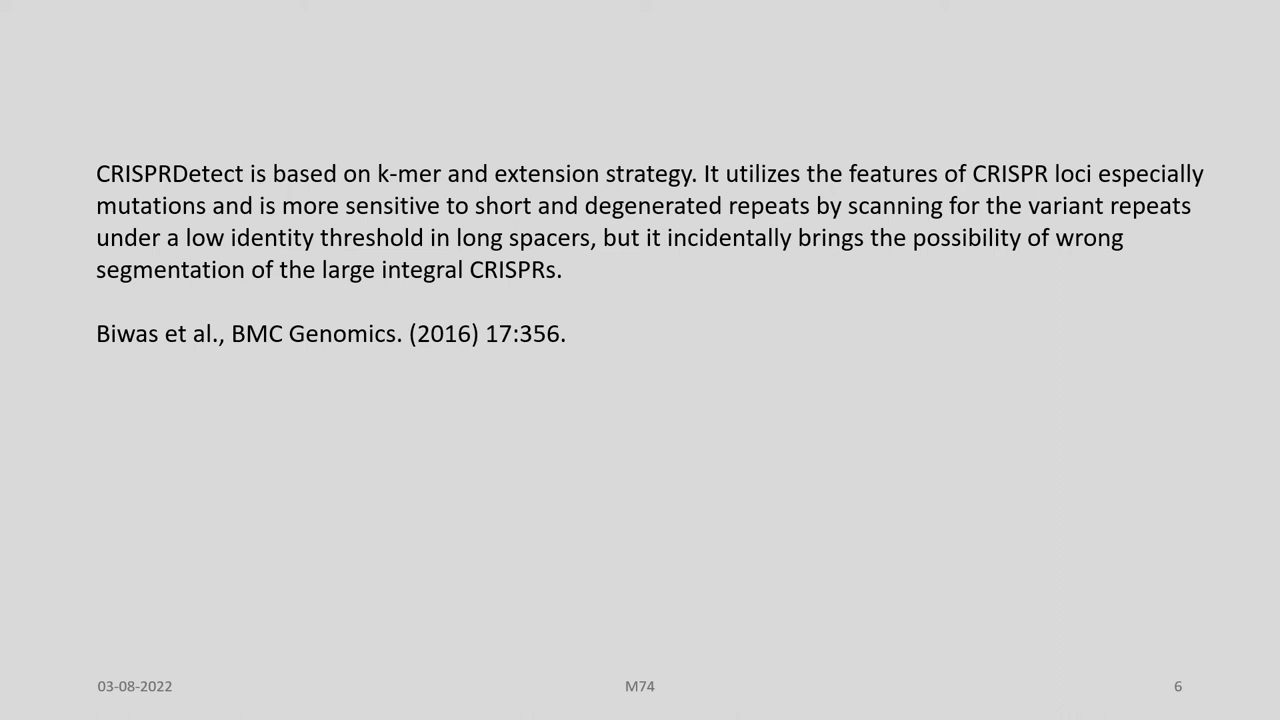 CRISPRDetect is based on k-mer and extension strategy. It utilizes the features of CRISPR loci especially
mutations and is more sensitive to short and degenerated repeats by scanning for the variant repeats
under a low identity threshold in long spacers, but it incidentally brings the possibility of wrong
segmentation of the large integral CRISPRs.
Biwas et al., BMC Genomics. (2016) 17:356.
03-08-2022
M74
6